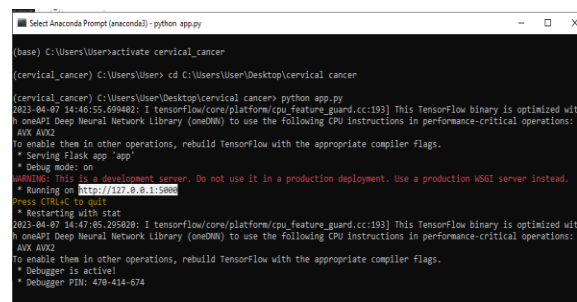 Select Anaconda Prompt (anaconda3) - python app.py
(base) C:\Users\User>activate cervical_cancer
(cervical_cancer) C:\Users\User> cd C:\Users\User\Desktop\cervical cancer
(cervical_cancer) C:\Users\User\Desktop\cervical cancer> python app.py
2023-04-07 14:46:55.699402: I tensorflow/core/platform/cpu_feature_guard.cc:193] This TensorFlow binary is optimized wit
h oneAPI Deep Neural Network Library (oneDNN) to use the following CPU instructions in performance-critical operations:
AVX AVX2
To enable them in other operations, rebuild TensorFlow with the appropriate compiler flags.
* Serving Flask app 'app'
* Debug mode: on
WARNING: This is a development server. Do not use it in a production deployment. Use a production WSGI server instead.
* Running on http://127.0.0.1:5000
Press CTRL+C to quit
* Restarting with stat
2023-04-07 14:47:05.295020: I tensorflow/core/platform/cpu_feature_guard.cc:193] This TensorFlow binary is optimized wit
h oneAPI Deep Neural Network Library (oneDNN) to use the following CPU instructions in performance-critical operations:
AVX AVX2
To enable them in other operations, rebuild TensorFlow with the appropriate compiler flags.
* Debugger is active!
* Debugger PIN: 470-414-674